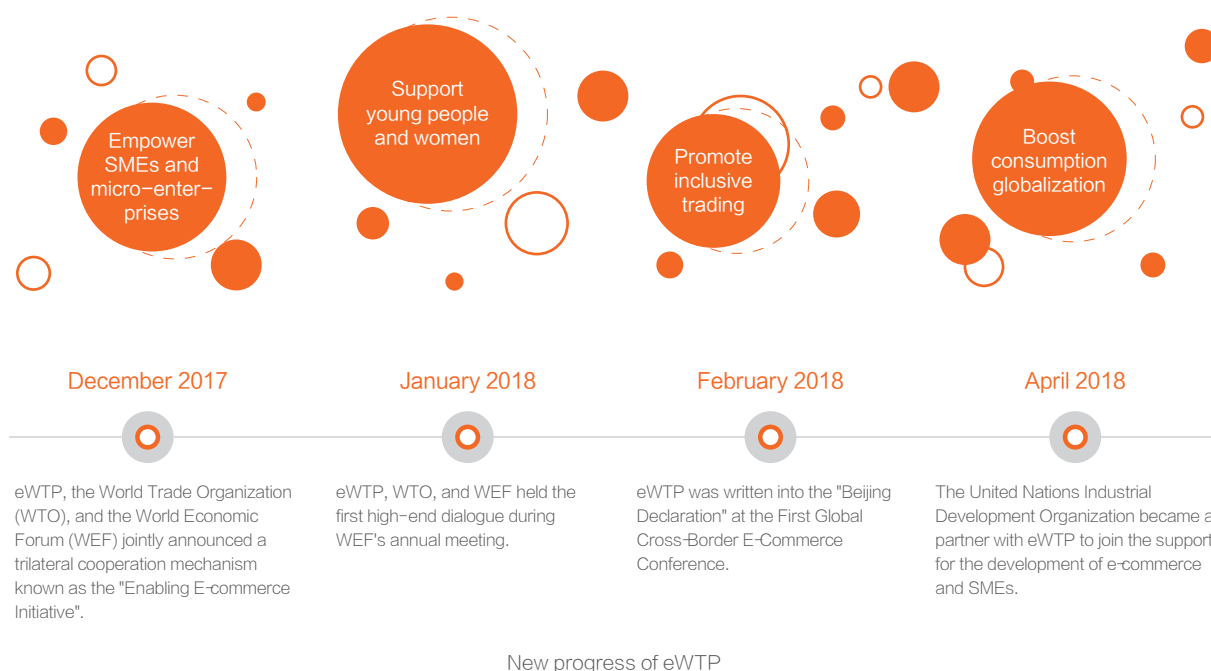 Empower
SMEs and
micro-enter-
prises
Support
young people
and women
Promote
inclusive
trading
Boost
consumption
globalization
December 2017
January 2018
February 2018
April 2018
eWTP, the World Trade Organization
(WTO), and the World Economic
Forum (WEF) jointly announced a
trilateral cooperation mechanism
known as the "Enabling E-commerce
Initiative".
eWTP, WTO, and WEF held the
first high-end dialogue during
WEF's annual meeting.
eWTP was written into the "Beijing
Declaration" at the First Global
Cross-Border E-Commerce
Conference.
The United Nations Industrial
Development Organization became a
partner with eWTP to join the support
for the development of e-commerce
and SMEs.
New progress of eWTP